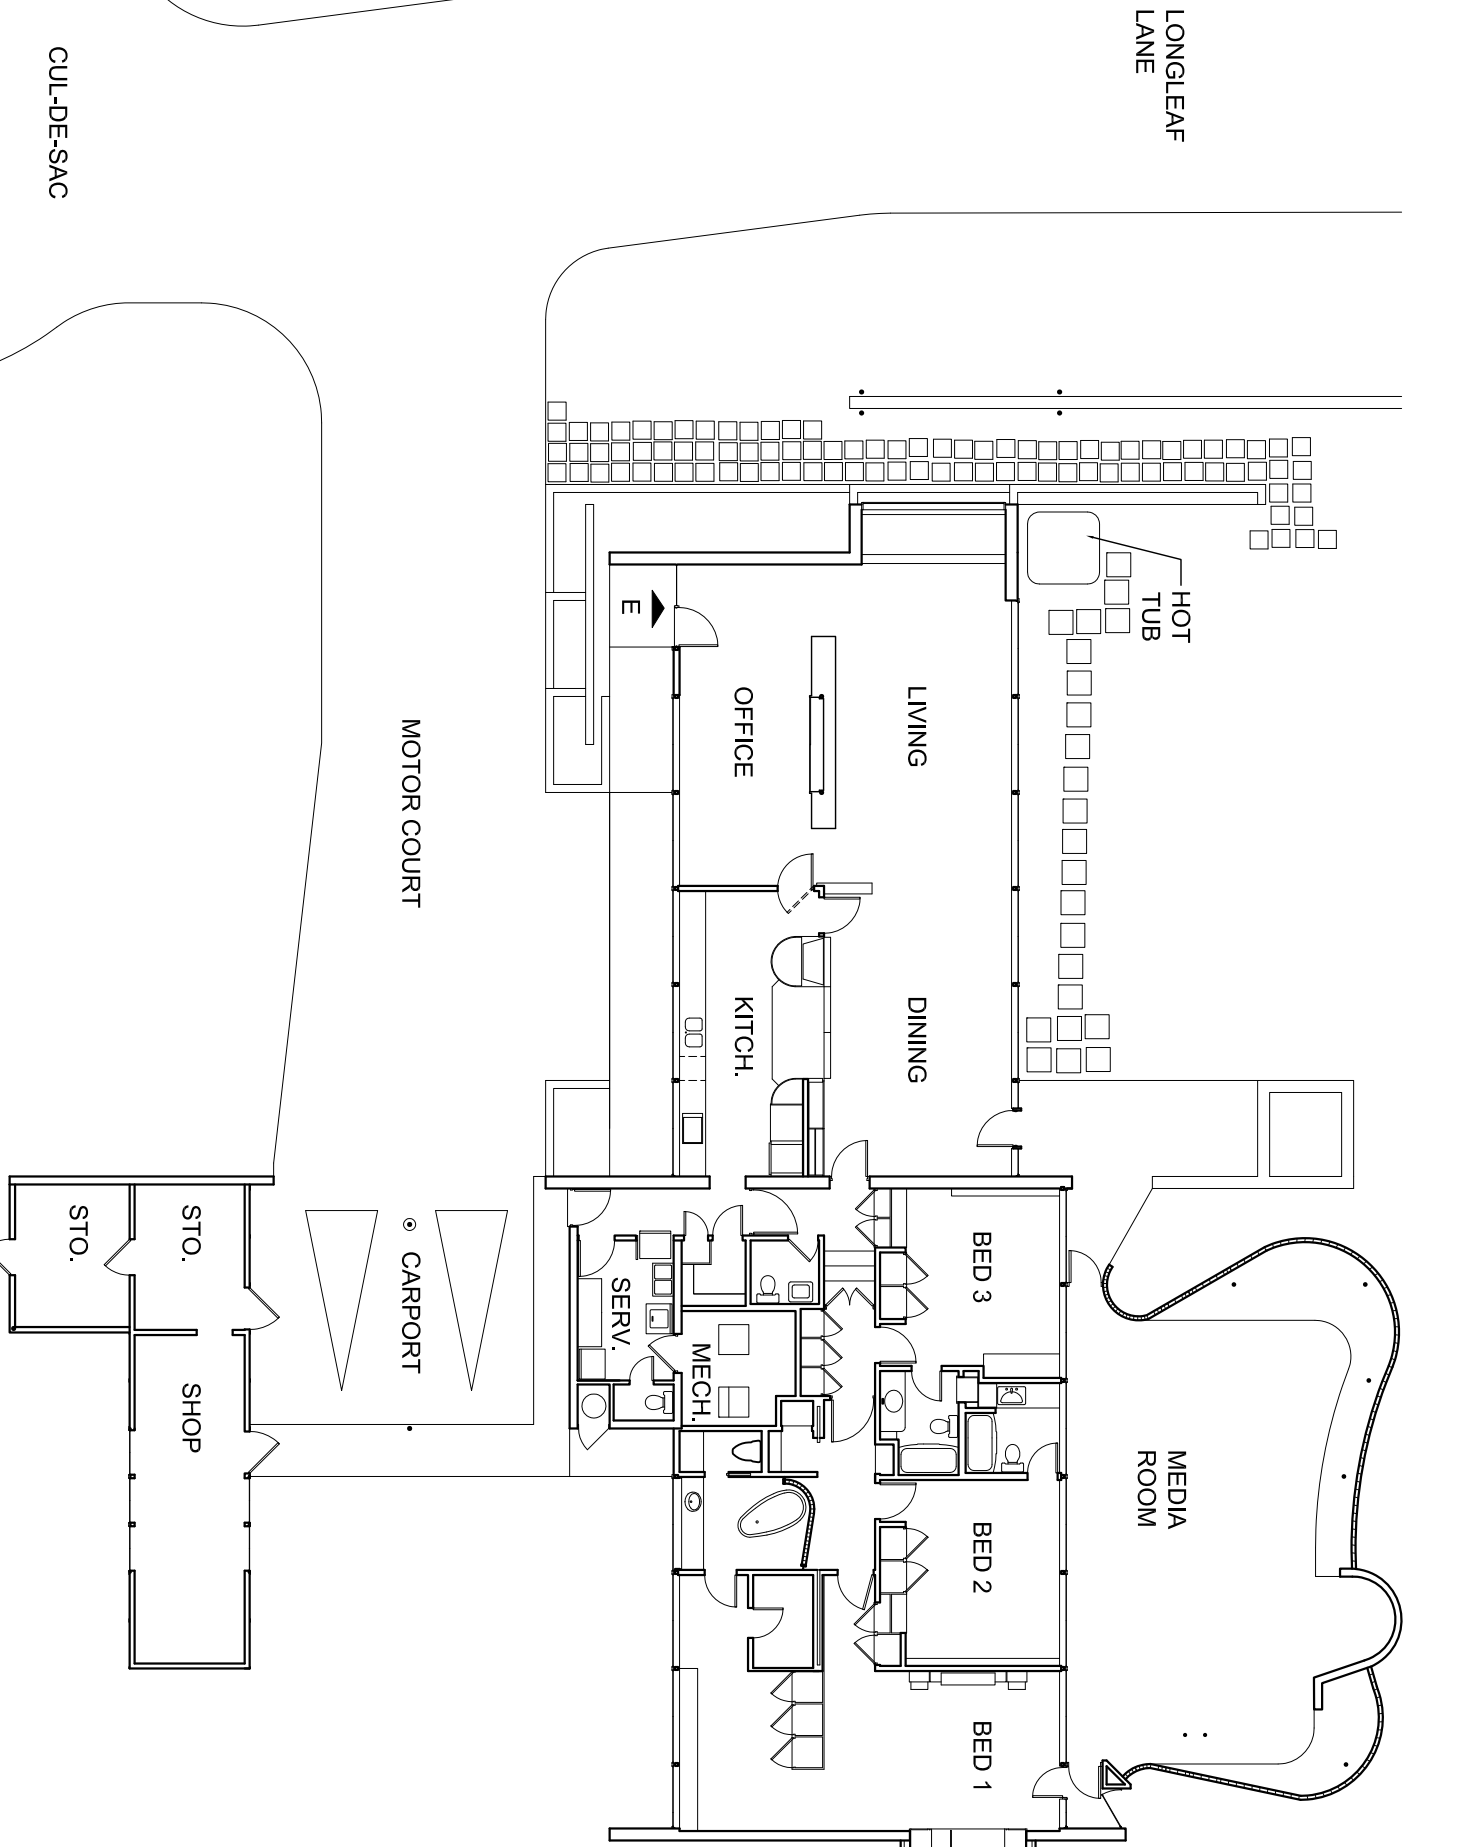 LONGLEAF
LANE
CUL-DE-SAC
HOT
TUB
E
OFFICE
LIVING
MOTOR COURT
KITCH.
DINING
STO.
STO.
CARPORT
SERV.
MECH.
BED 3
SHOP
MEDIA
ROOM
BED 2
BED 1